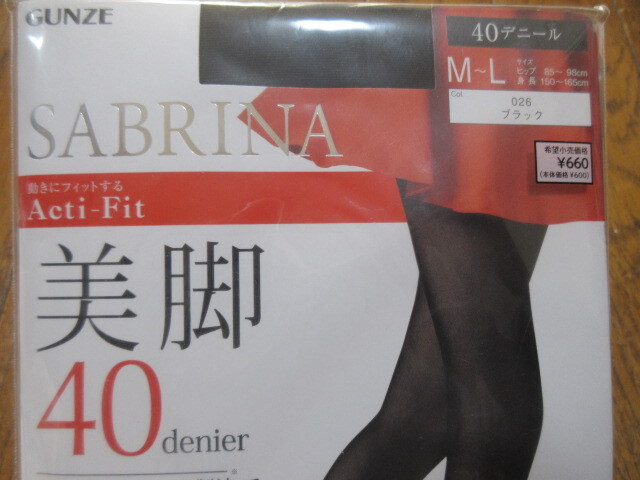 GUNZE
40デニール
M~L
サイズ
ヒップ 85~98cm
身長 150~165cm
Col.
026
ブラック
SABRINA
希望小売価格
¥660
(本体価格¥600)
動きにフィットする
Acti-Fit
美脚
40 denier